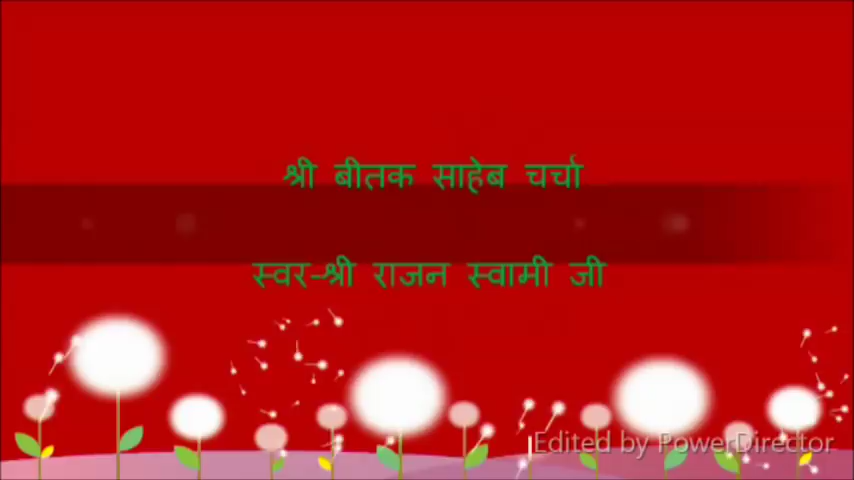 श्री बीतक साहेब चर्चा
स्वर-श्री राजन स्वामी जी
Edited by PowerDirector